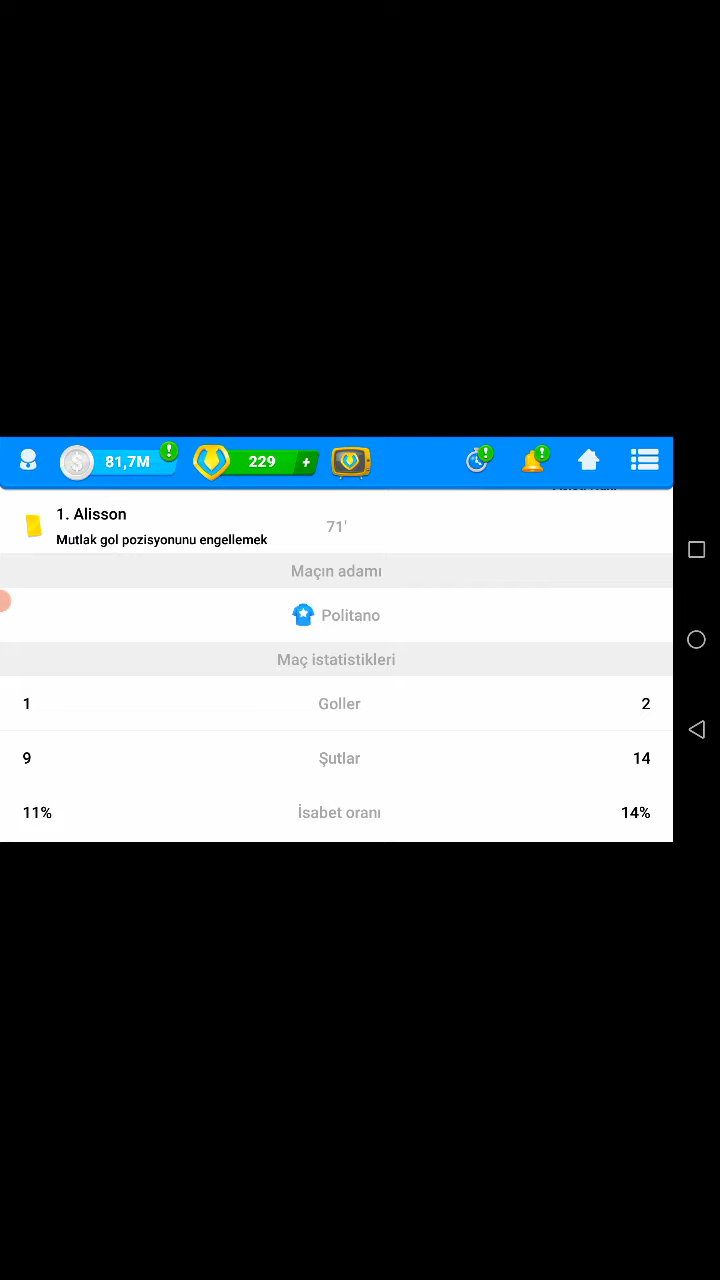 81,7M
229
+
1. Alisson
71'
Mutlak gol pozisyonunu engellemek
Maçın adamı
Politano
Maç istatistikleri
1 Goller 2
9 Şutlar 14
11% İsabet oranı 14%